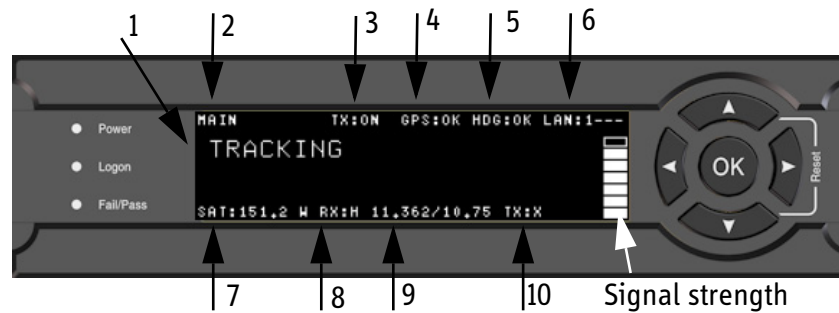 1 2 3 4 5 6
MAIN TX:ON GPS:OK HDG:OK LAN:1---
Power
TRACKING
Logon
OK
Reset
Fail/Pass
SAT:151.2 W RX:H 11.362/10.75 TX:X
7 8 9 10 Signal strength